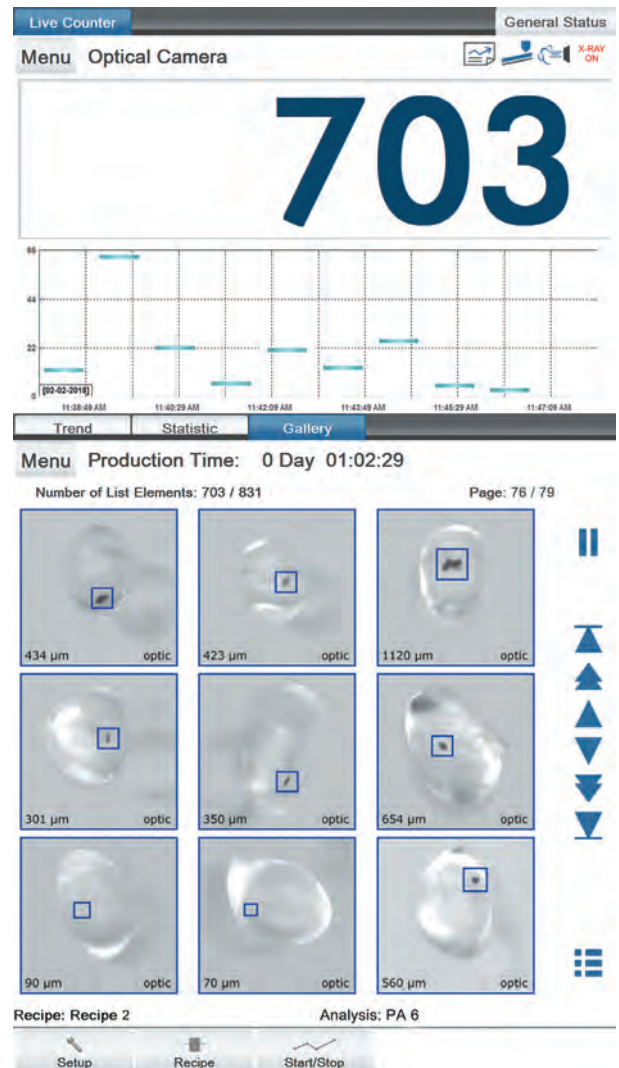 Live Counter General Status
Menu Optical Camera X-RAY ON
703
66
44
22
0
[02-02-2018]
11:38:49 AM 11:40:29 AM 11:42:09 AM 11:43:49 AM 11:45:29 AM 11:47:09 AM
Trend Statistic Gallery
Menu Production Time: 0 Day 01:02:29
Number of List Elements: 703 / 831 Page: 76 / 79
434 µm optic 423 µm optic 1120 µm optic
301 µm optic 350 µm optic 654 µm optic
90 µm optic 70 µm optic 560 µm optic
Recipe: Recipe 2 Analysis: PA 6
Setup Recipe Start/Stop